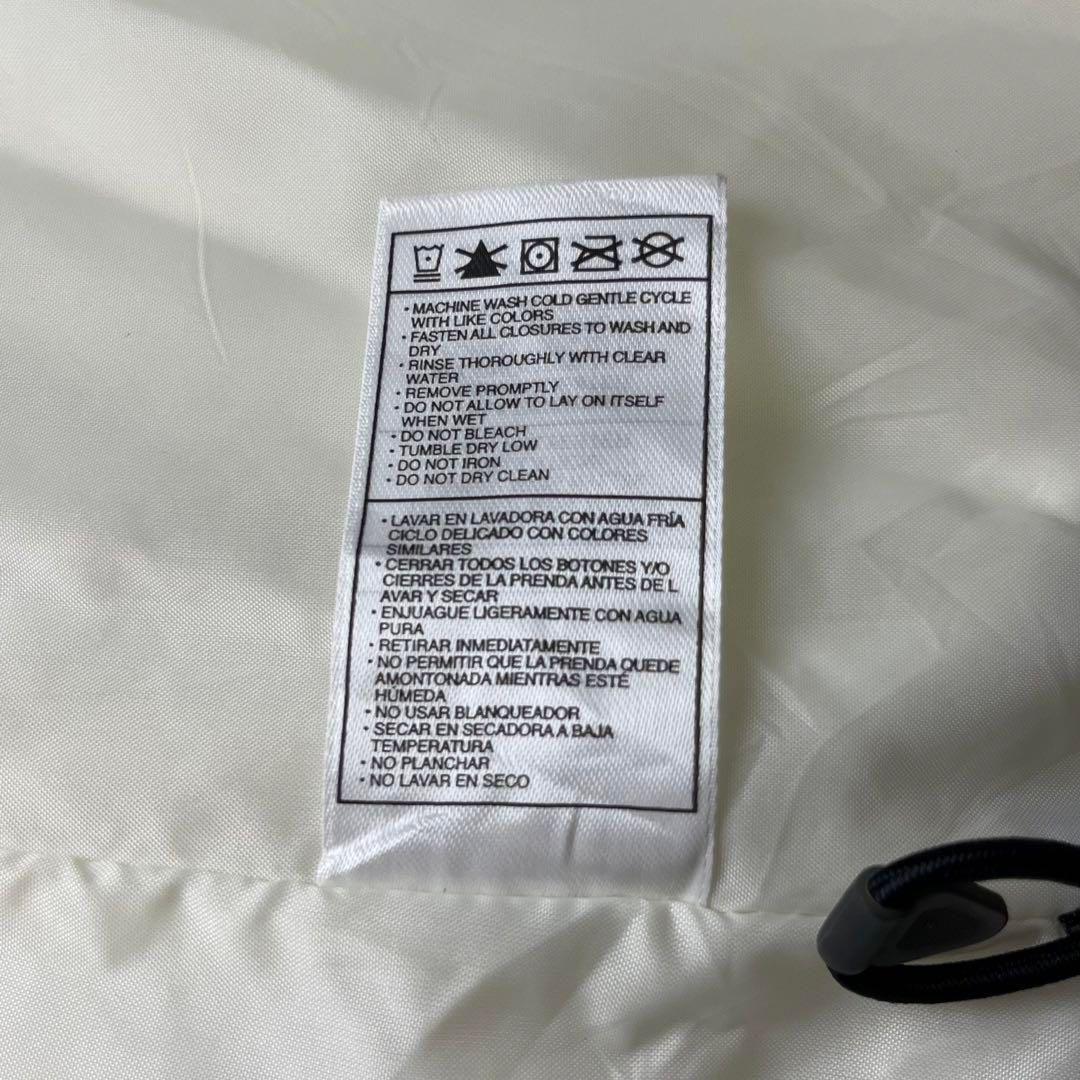 • MACHINE WASH COLD GENTLE CYCLE
WITH LIKE COLORS
• FASTEN ALL CLOSURES TO WASH AND
DRY
• RINSE THOROUGHLY WITH CLEAR
WATER
• REMOVE PROMPTLY
• DO NOT ALLOW TO LAY ON ITSELF
WHEN WET
• DO NOT BLEACH
• TUMBLE DRY LOW
• DO NOT IRON
• DO NOT DRY CLEAN
• LAVAR EN LAVADORA CON AGUA FRÍA
CICLO DELICADO CON COLORES
SIMILARES
• CERRAR TODOS LOS BOTONES Y/O
CIERRES DE LA PRENDA ANTES DE L
AVAR Y SECAR
• ENJUAGUE LIGERAMENTE CON AGUA
PURA
• RETIRAR INMEDIATAMENTE
• NO PERMITIR QUE LA PRENDA QUEDE
AMONTONADA MIENTRAS ESTÉ
HÚMEDA
• NO USAR BLANQUEADOR
• SECAR EN SECADORA A BAJA
TEMPERATURA
• NO PLANCHAR
• NO LAVAR EN SECO